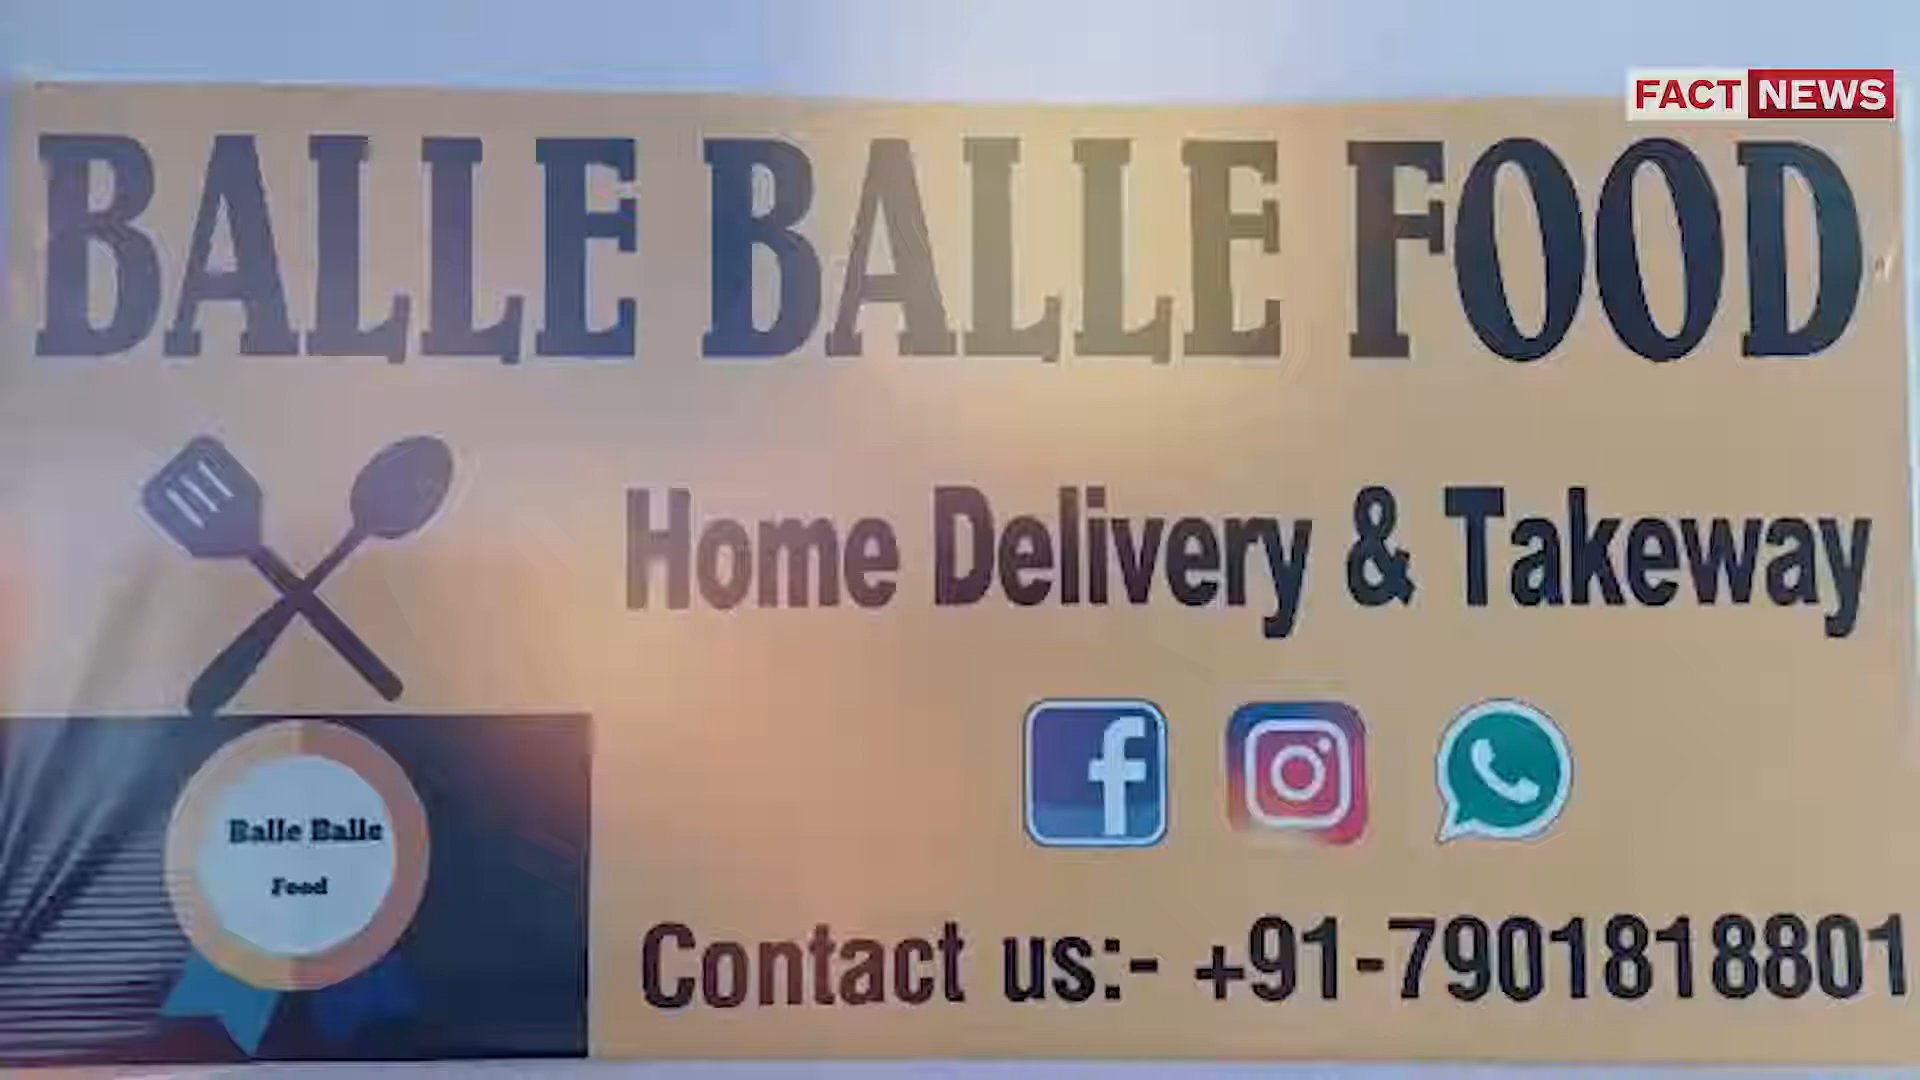 FACT NEWS
BALLE BALLE FOOD
Home Delivery & Takeway
Balle Balle
Food
Contact us:- +91-7901818801